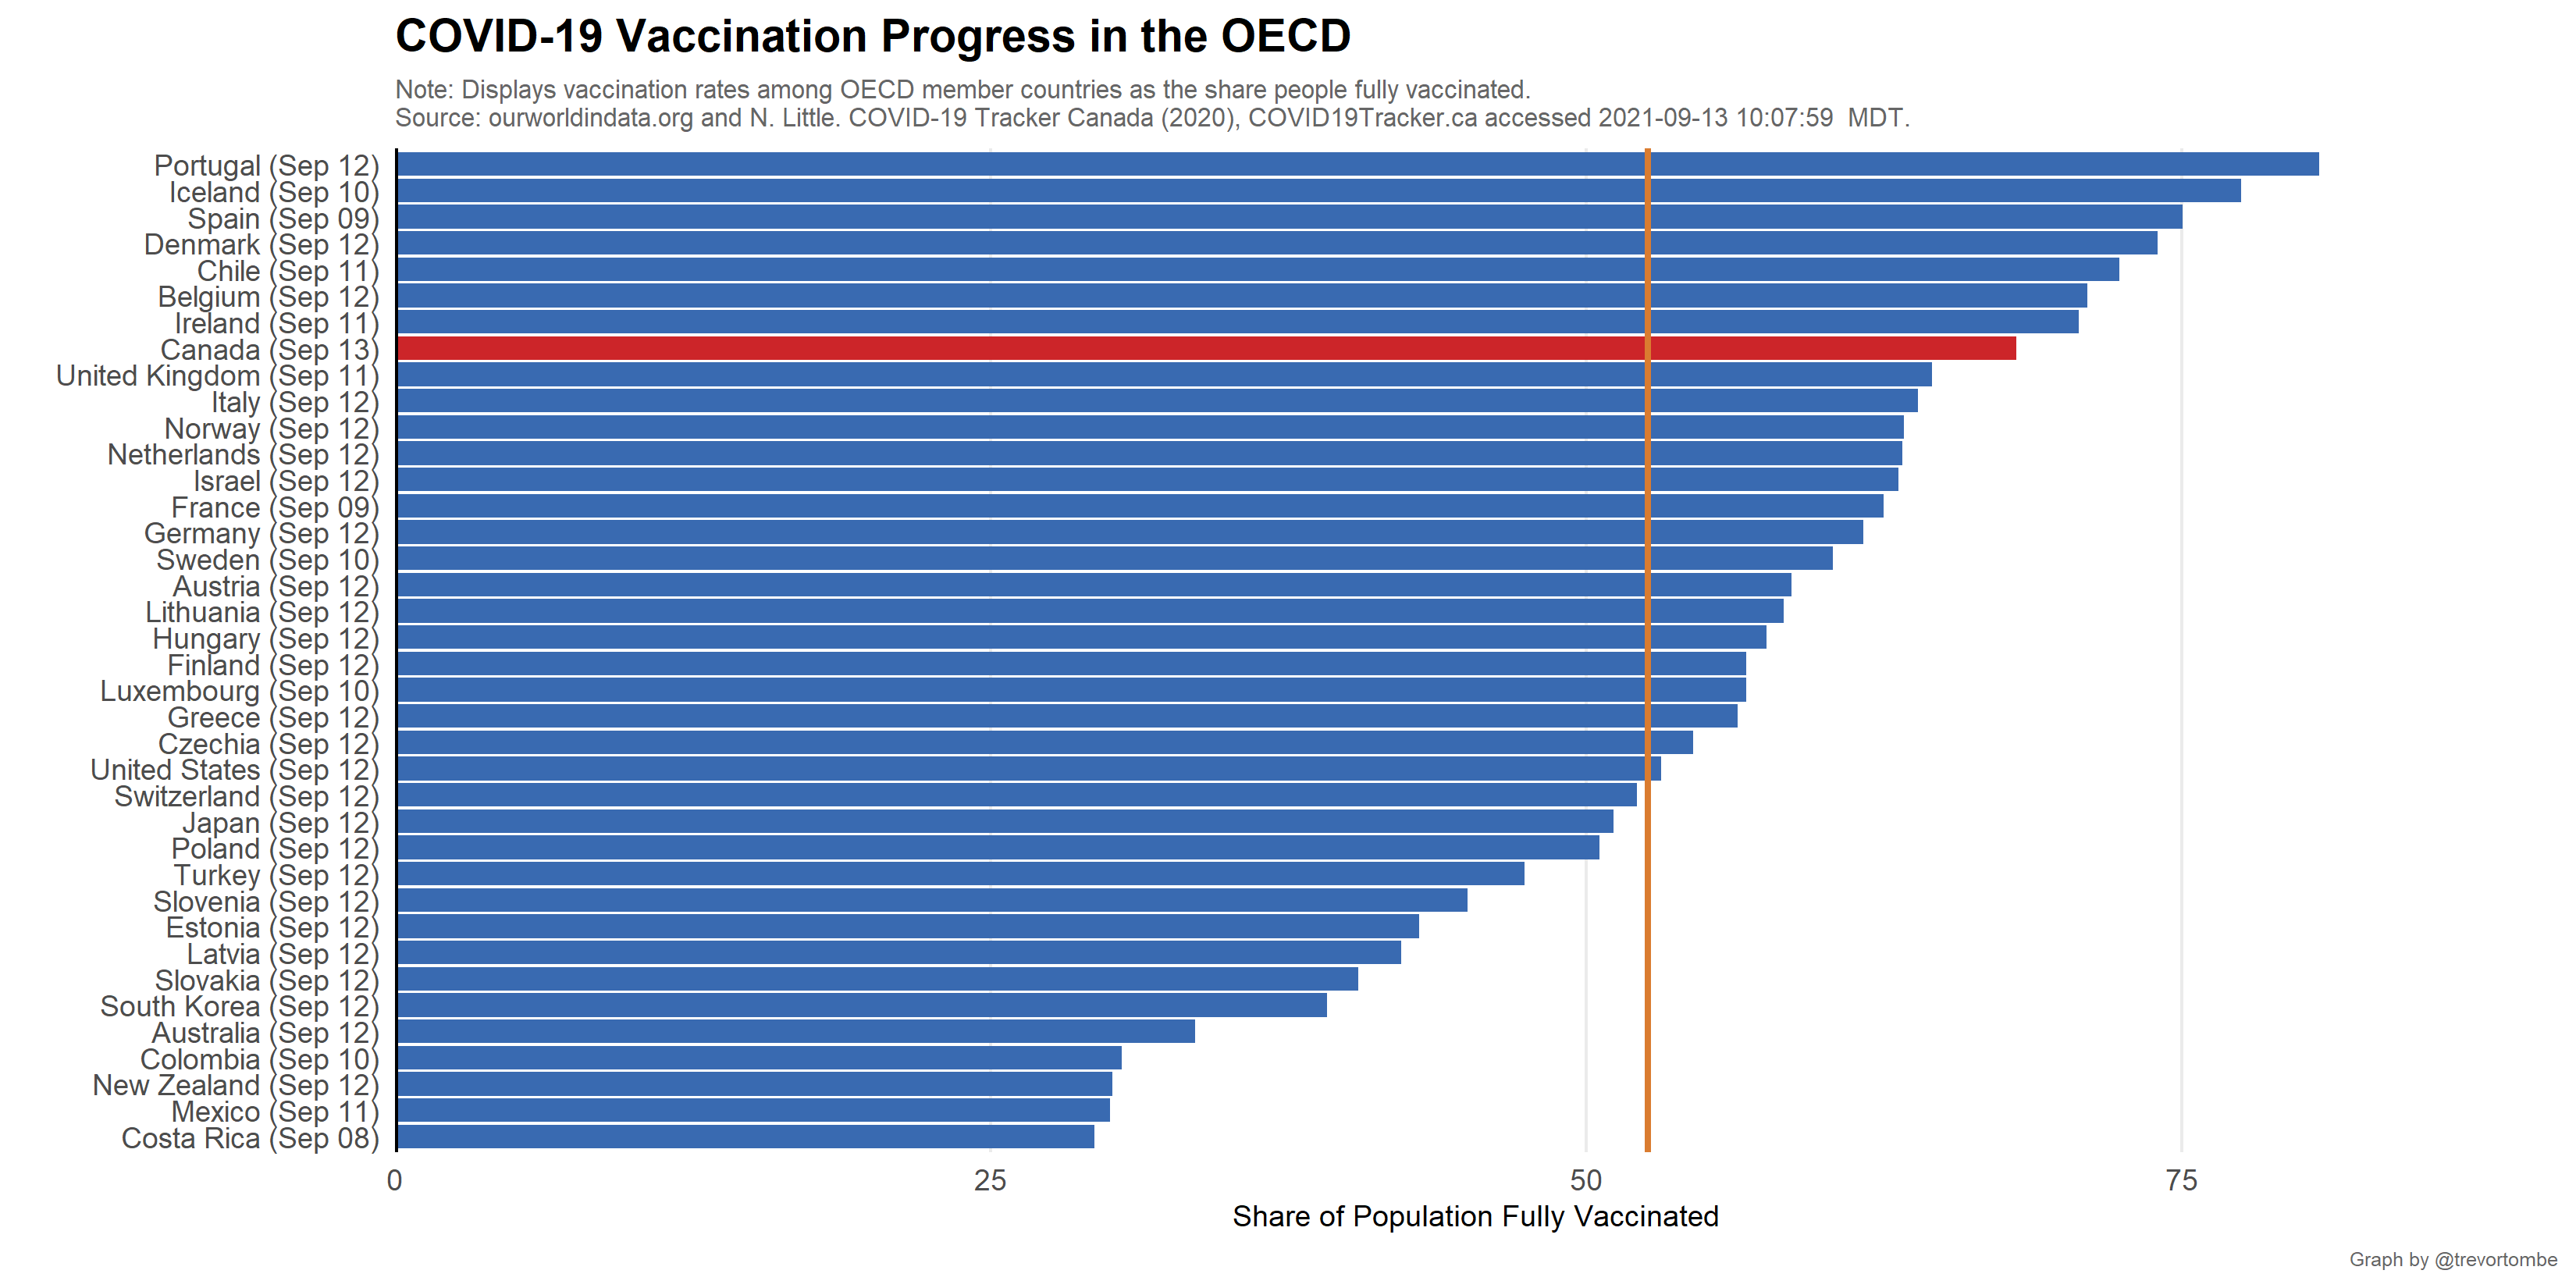 COVID-19 Vaccination Progress in the OECD
Note: Displays vaccination rates among OECD member countries as the share people fully vaccinated.
Source: ourworldindata.org and N. Little. COVID-19 Tracker Canada (2020), COVID19Tracker.ca accessed 2021-09-13 10:07:59  MDT.
Portugal (Sep 12)
Iceland (Sep 10)
Spain (Sep 09)
Denmark (Sep 12)
Chile (Sep 11)
Belgium (Sep 12)
Ireland (Sep 11)
Canada (Sep 13)
United Kingdom (Sep 11)
Italy (Sep 12)
Norway (Sep 12)
Netherlands (Sep 12)
Israel (Sep 12)
France (Sep 09)
Germany (Sep 12)
Sweden (Sep 10)
Austria (Sep 12)
Lithuania (Sep 12)
Hungary (Sep 12)
Finland (Sep 12)
Luxembourg (Sep 10)
Greece (Sep 12)
Czechia (Sep 12)
United States (Sep 12)
Switzerland (Sep 12)
Japan (Sep 12)
Poland (Sep 12)
Turkey (Sep 12)
Slovenia (Sep 12)
Estonia (Sep 12)
Latvia (Sep 12)
Slovakia (Sep 12)
South Korea (Sep 12)
Australia (Sep 12)
Colombia (Sep 10)
New Zealand (Sep 12)
Mexico (Sep 11)
Costa Rica (Sep 08)
0 25 50 75
Share of Population Fully Vaccinated
Graph by @trevortombe